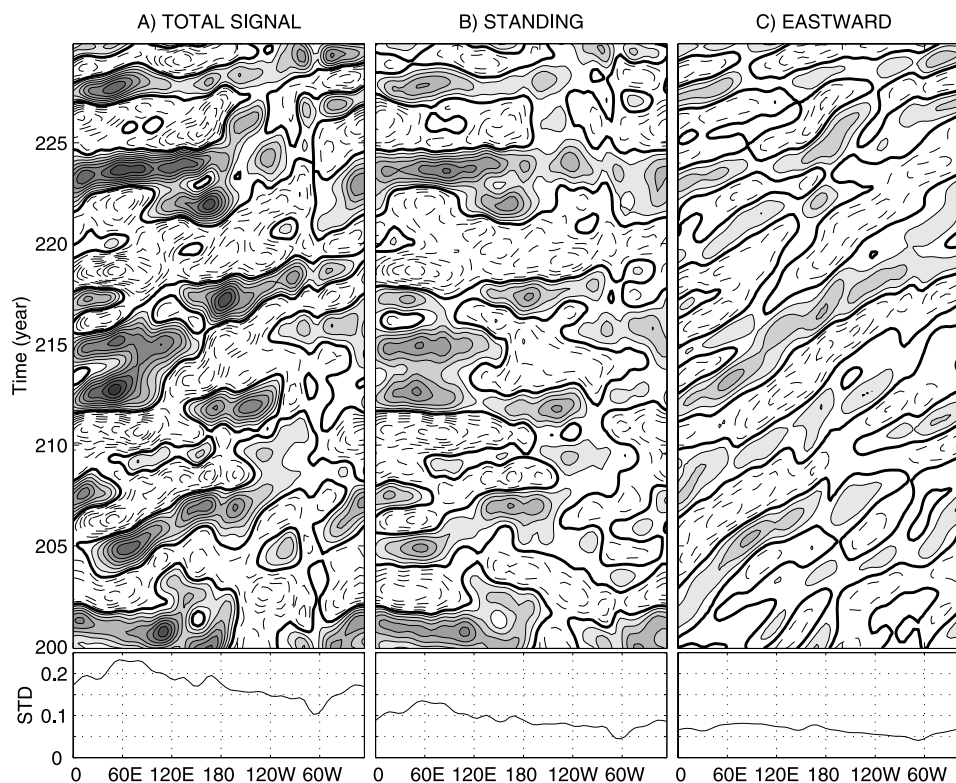 A) TOTAL SIGNAL B) STANDING C) EASTWARD
Time (year)
225
220
215
210
205
200
STD
0.2
0.1
0
0 60E 120E 180 120W 60W 0 60E 120E 180 120W 60W 0 60E 120E 180 120W 60W